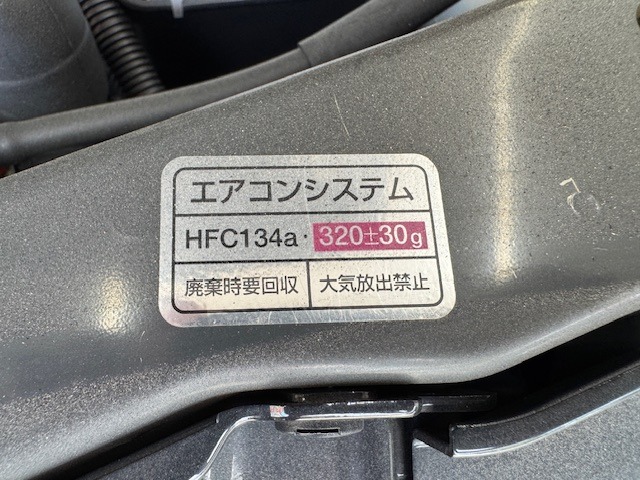 エアコンシステム
HFC134a・320±30g
廃棄時要回収 大気放出禁止